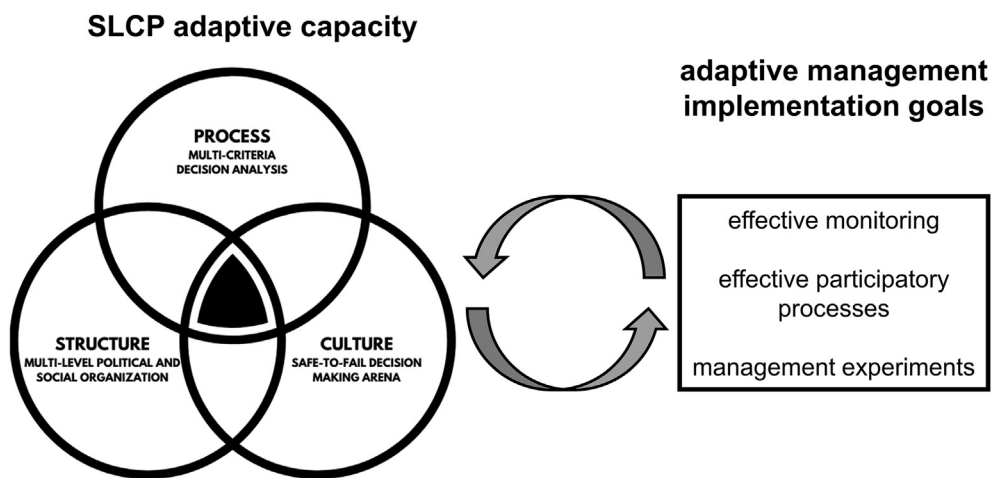 SLCP adaptive capacity
adaptive management
implementation goals
PROCESS
MULTI-CRITERIA
DECISION ANALYSIS
STRUCTURE
MULTI-LEVEL POLITICAL AND
SOCIAL ORGANIZATION
CULTURE
SAFE-TO-FAIL DECISION
MAKING ARENA
effective monitoring
effective participatory
processes
management experiments